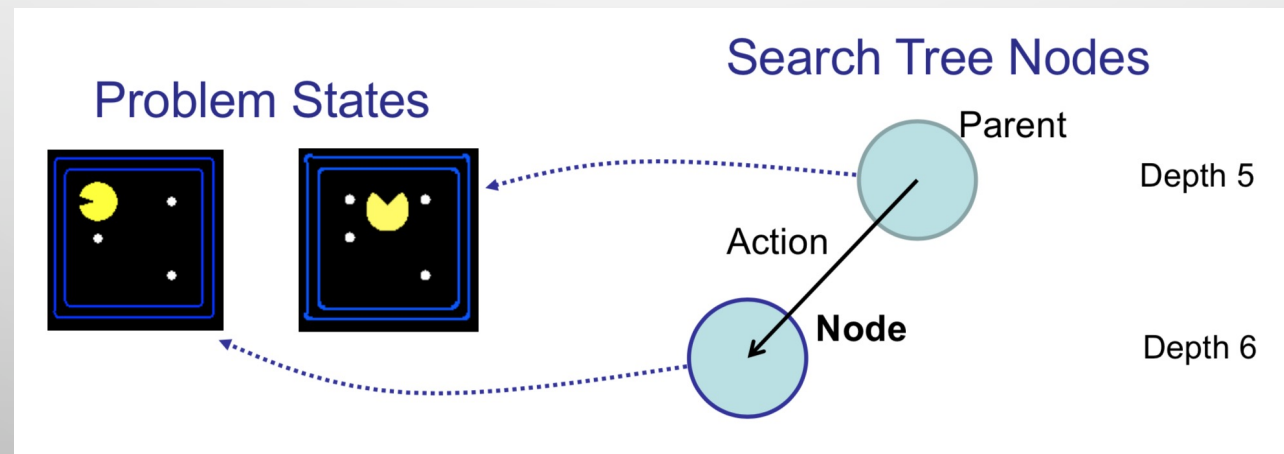 Search Tree Nodes
Problem States
Parent
Depth 5
Action
Node
Depth 6